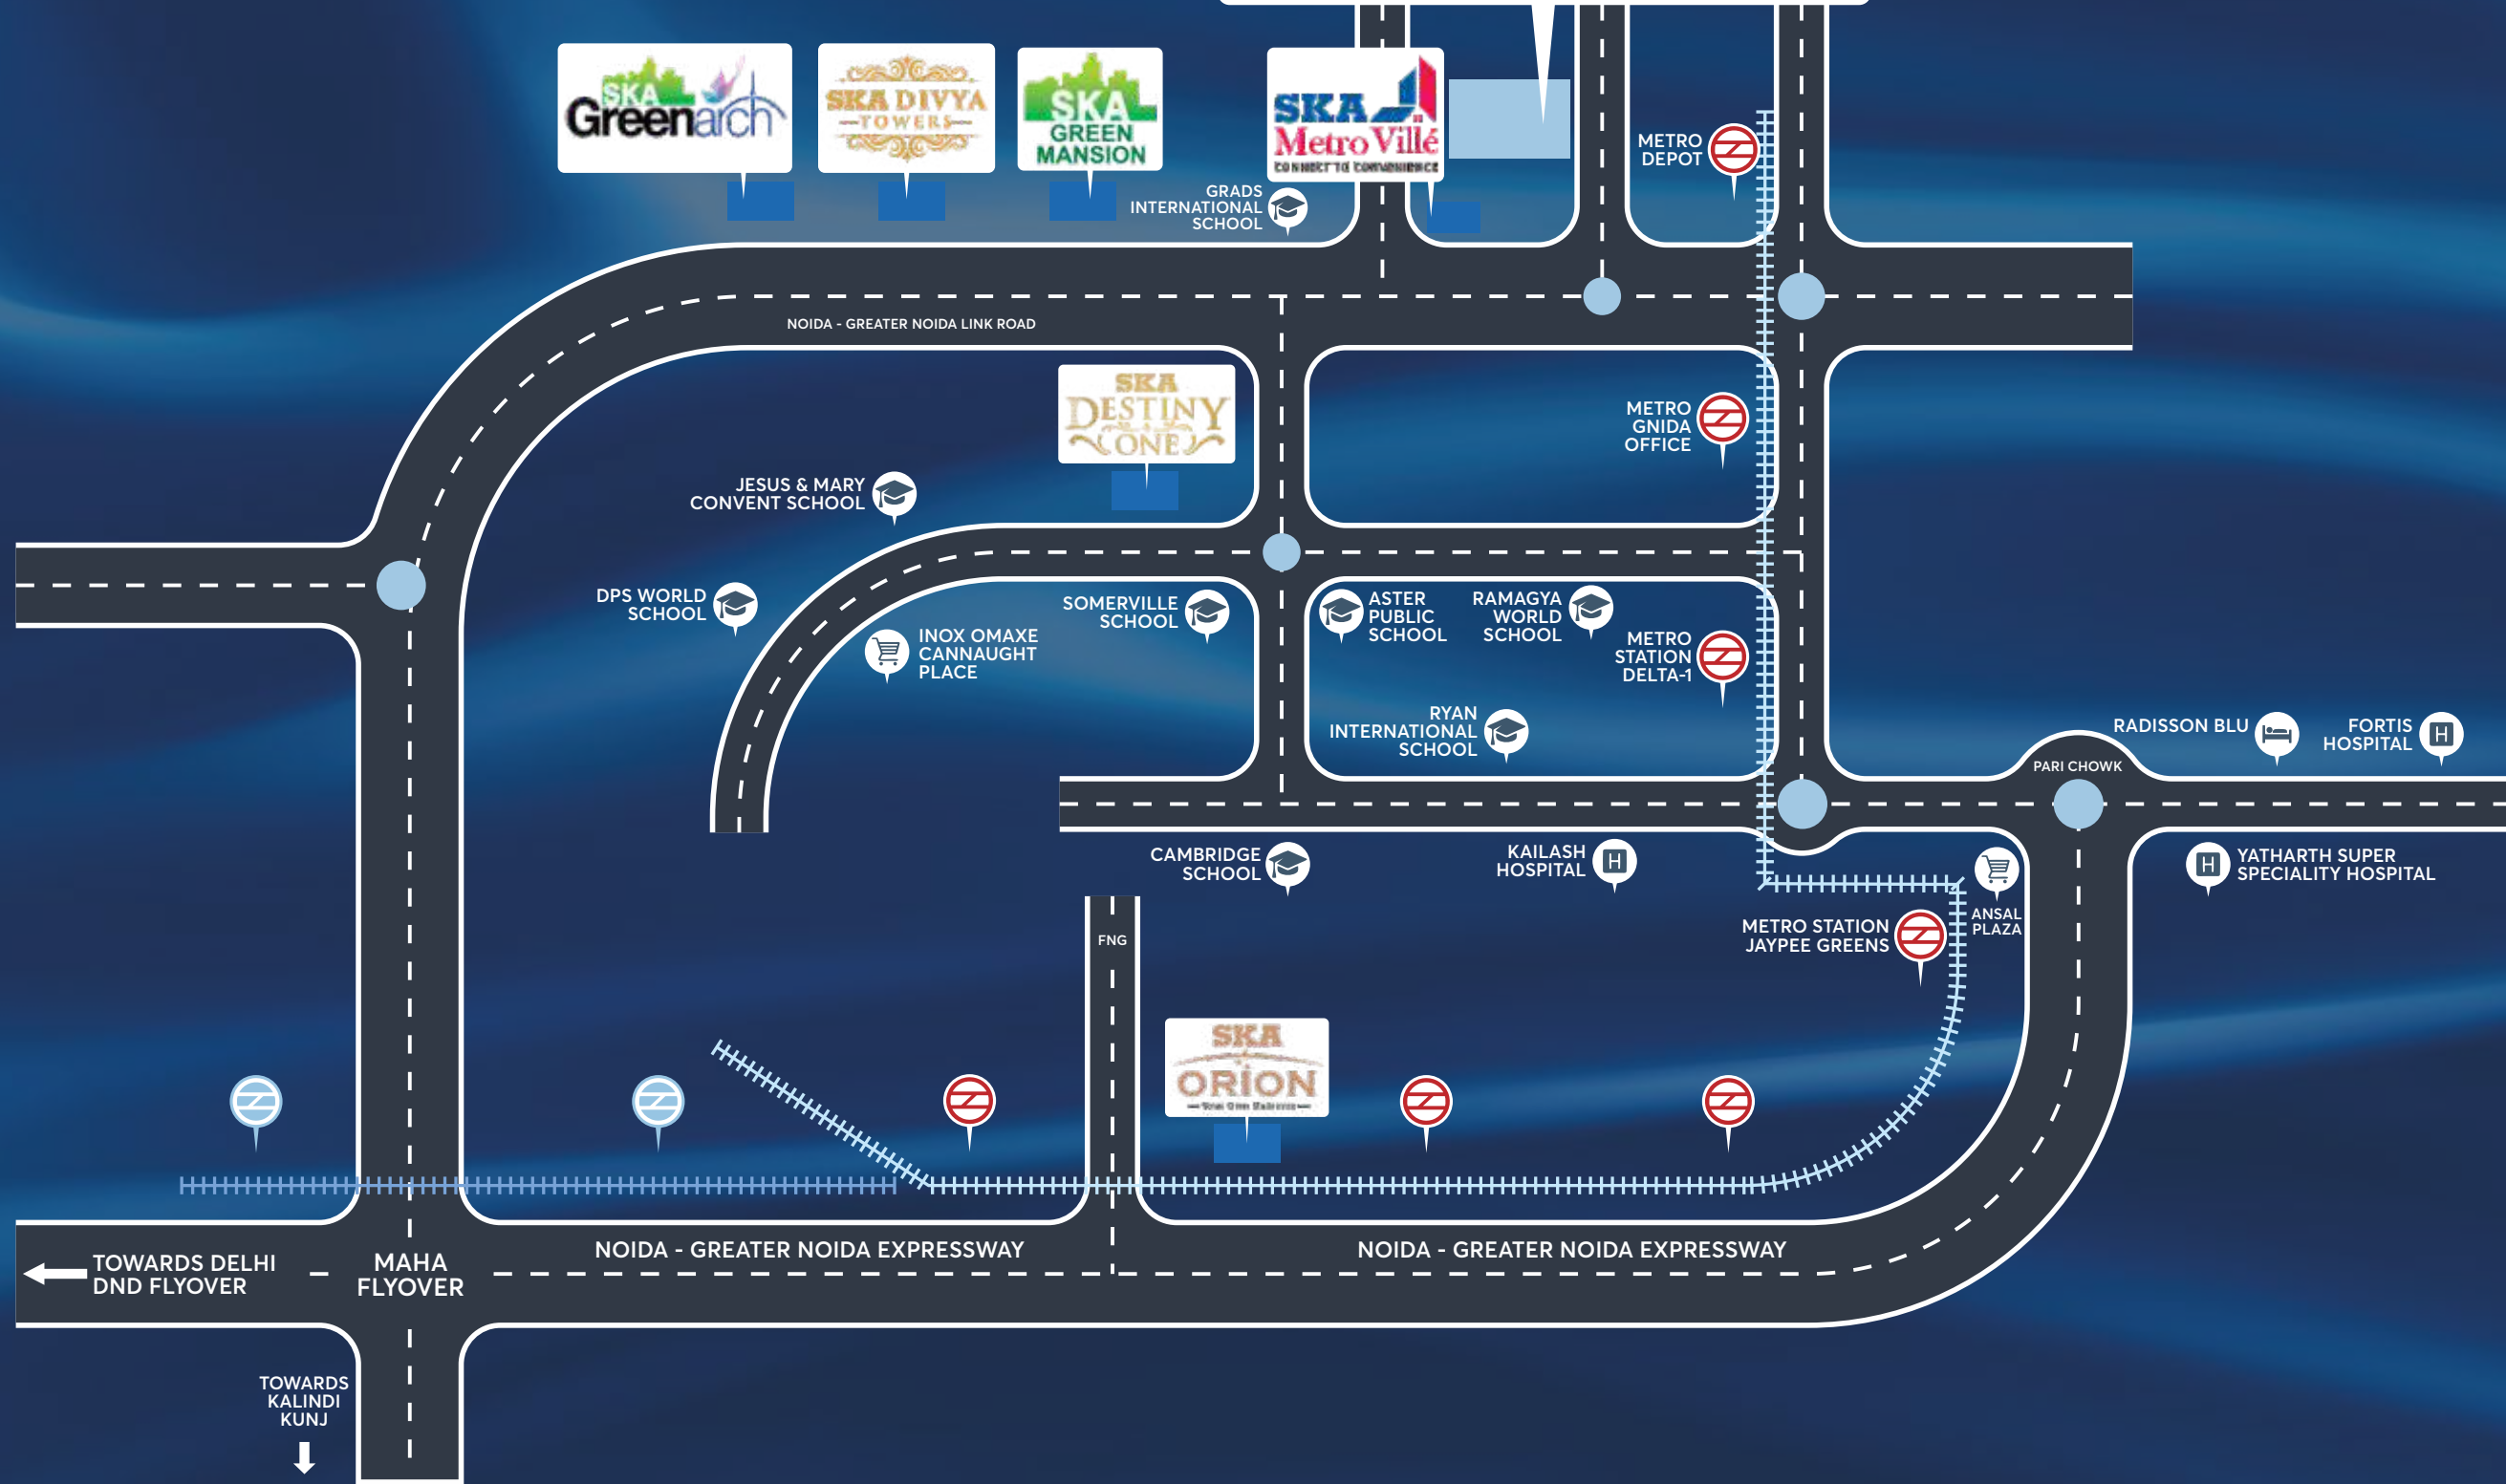 SKA
Greenarch
SKA DIVYA
TOWERS
SKA
GREEN
MANSION
SKA
Metro Villé
CONNECT TO CONVENIENCE
METRO
DEPOT
GRADS
INTERNATIONAL
SCHOOL
NOIDA - GREATER NOIDA LINK ROAD
SKA
DESTINY
ONE
METRO
GNIDA
OFFICE
JESUS & MARY
CONVENT SCHOOL
DPS WORLD
SCHOOL
INOX OMAXE
CANNAUGHT
PLACE
SOMERVILLE
SCHOOL
ASTER
PUBLIC
SCHOOL
RAMAGYA
WORLD
SCHOOL
METRO
STATION
DELTA-1
RYAN
INTERNATIONAL
SCHOOL
RADISSON BLU
FORTIS
HOSPITAL
PARI CHOWK
CAMBRIDGE
SCHOOL
KAILASH
HOSPITAL
YATHARTH SUPER
SPECIALITY HOSPITAL
ANSAL
PLAZA
METRO STATION
JAYPEE GREENS
FNG
SKA
ORION
TOWARDS DELHI
DND FLYOVER
MAHA
FLYOVER
NOIDA - GREATER NOIDA EXPRESSWAY
NOIDA - GREATER NOIDA EXPRESSWAY
TOWARDS
KALINDI
KUNJ